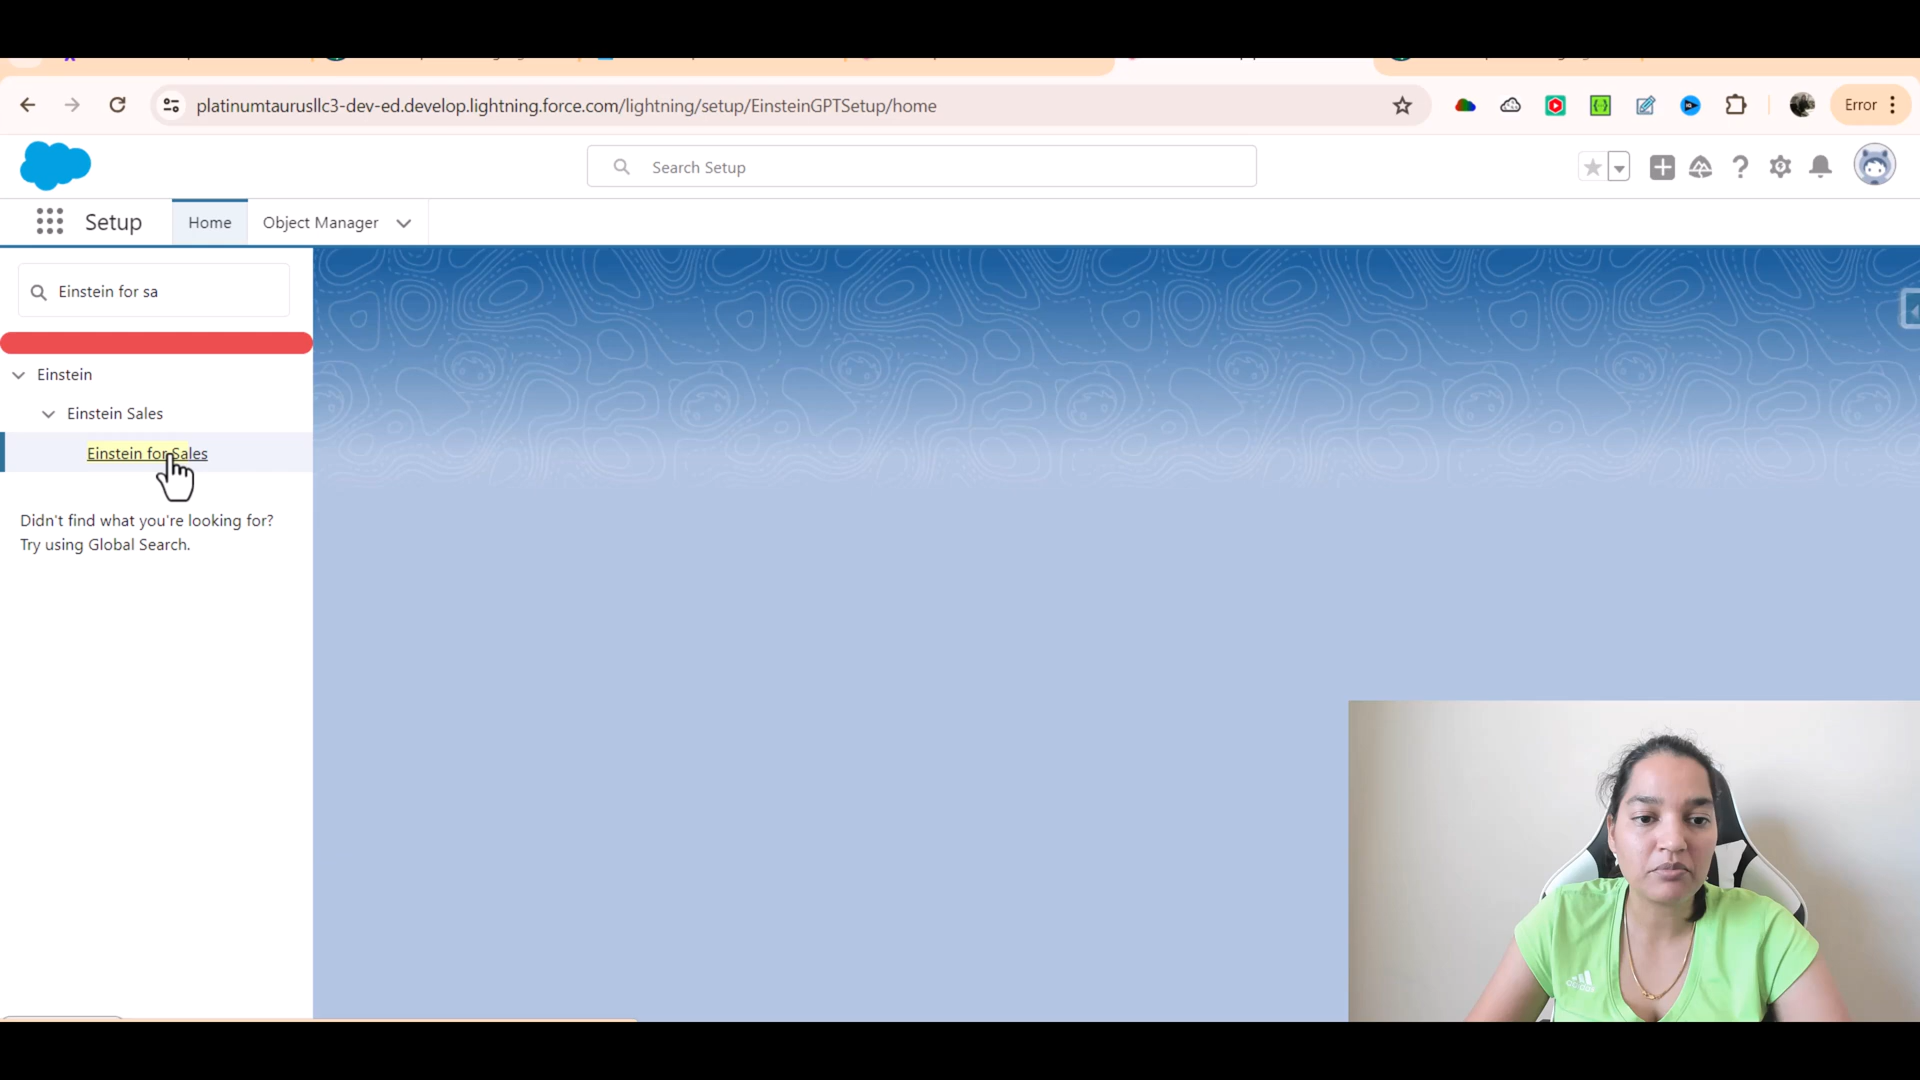 platinumtaurusllc3-dev-ed.develop.lightning.force.com/lightning/setup/EinsteinGPTSetup/home
Error
Search Setup
Setup
Home
Object Manager
Einstein for sa
Einstein
Einstein Sales
Einstein for Sales
Didn't find what you're looking for?
Try using Global Search.
adidas